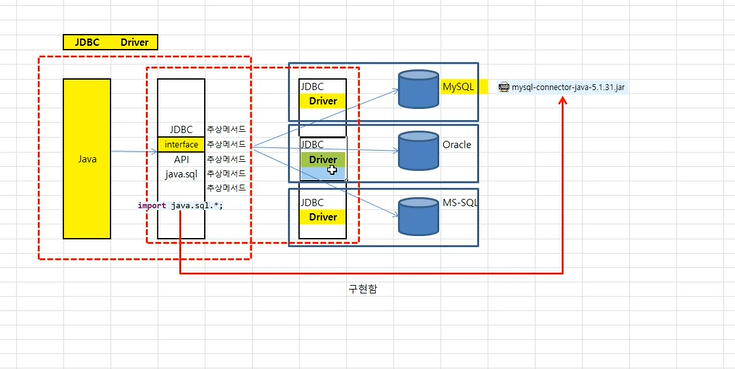 JDBC Driver
Java
JDBC
interface
API
java.sql
import java.sql.*;
추상메서드
추상메서드
추상메서드
추상메서드
추상메서드
JDBC
Driver
MySQL
mysql-connector-java-5.1.31.jar
JDBC
Driver
Oracle
JDBC
Driver
MS-SQL
구현함